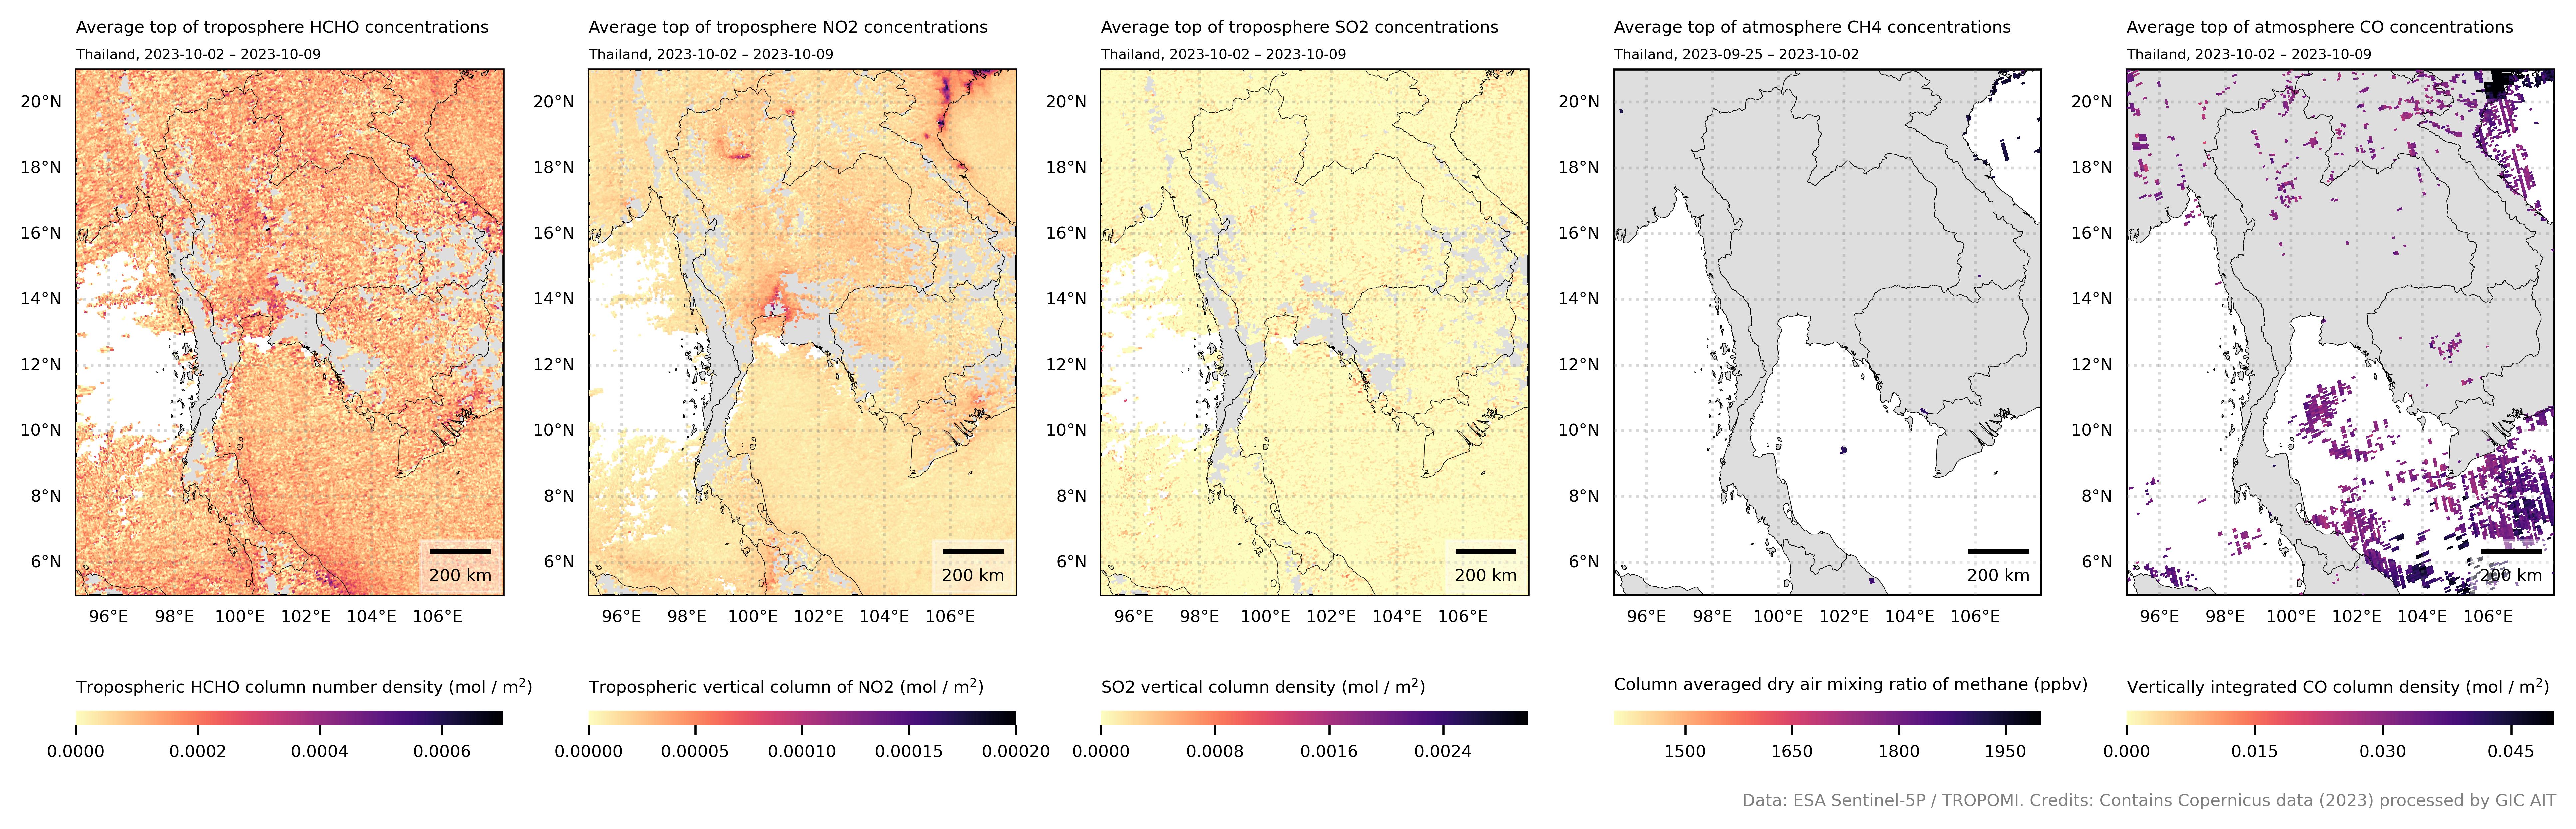 Average top of troposphere HCHO concentrations
Thailand, 2023-10-02 – 2023-10-09
20°N
18°N
16°N
14°N
12°N
10°N
8°N
6°N
200 km
96°E 98°E 100°E 102°E 104°E 106°E
Tropospheric HCHO column number density (mol / m²)
0.0000 0.0002 0.0004 0.0006
Average top of troposphere NO2 concentrations
Thailand, 2023-10-02 – 2023-10-09
20°N
18°N
16°N
14°N
12°N
10°N
8°N
6°N
200 km
96°E 98°E 100°E 102°E 104°E 106°E
Tropospheric vertical column of NO2 (mol / m²)
0.00000 0.00005 0.00010 0.00015 0.00020
Average top of troposphere SO2 concentrations
Thailand, 2023-10-02 – 2023-10-09
20°N
18°N
16°N
14°N
12°N
10°N
8°N
6°N
200 km
96°E 98°E 100°E 102°E 104°E 106°E
SO2 vertical column density (mol / m²)
0.0000 0.0008 0.0016 0.0024
Average top of atmosphere CH4 concentrations
Thailand, 2023-09-25 – 2023-10-02
20°N
18°N
16°N
14°N
12°N
10°N
8°N
6°N
200 km
96°E 98°E 100°E 102°E 104°E 106°E
Column averaged dry air mixing ratio of methane (ppbv)
1500 1650 1800 1950
Average top of atmosphere CO concentrations
Thailand, 2023-10-02 – 2023-10-09
20°N
18°N
16°N
14°N
12°N
10°N
8°N
6°N
200 km
96°E 98°E 100°E 102°E 104°E 106°E
Vertically integrated CO column density (mol / m²)
0.000 0.015 0.030 0.045
Data: ESA Sentinel-5P / TROPOMI. Credits: Contains Copernicus data (2023) processed by GIC AIT